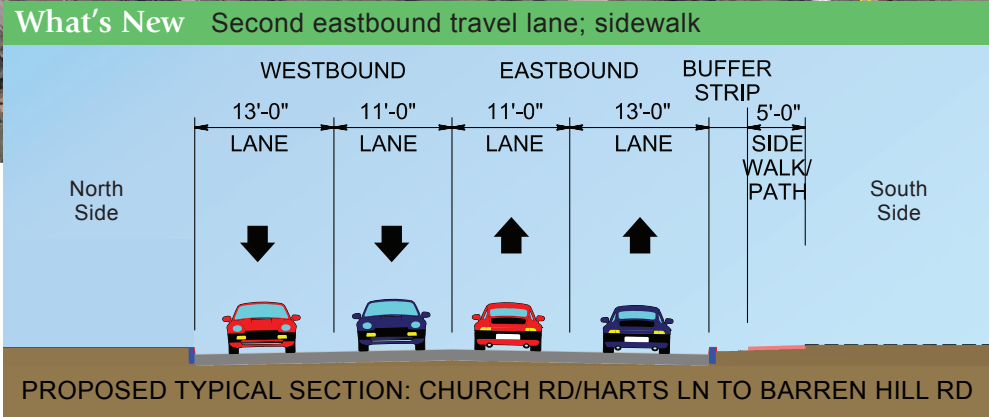 What's New Second eastbound travel lane; sidewalk
WESTBOUND EASTBOUND BUFFER
STRIP
13'-0" 11'-0" 11'-0" 13'-0" 5'-0"
LANE LANE LANE LANE SIDE
WALK/
PATH
North
Side
South
Side
PROPOSED TYPICAL SECTION: CHURCH RD/HARTS LN TO BARREN HILL RD